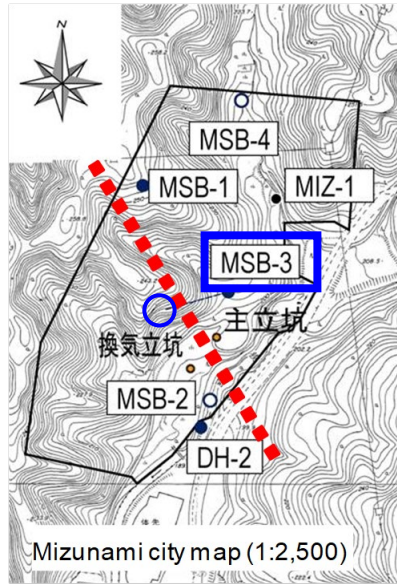 MSB-4
MSB-1
MIZ-1
MSB-3
主立坑
換気立坑
MSB-2
DH-2
Mizunami city map (1:2,500)